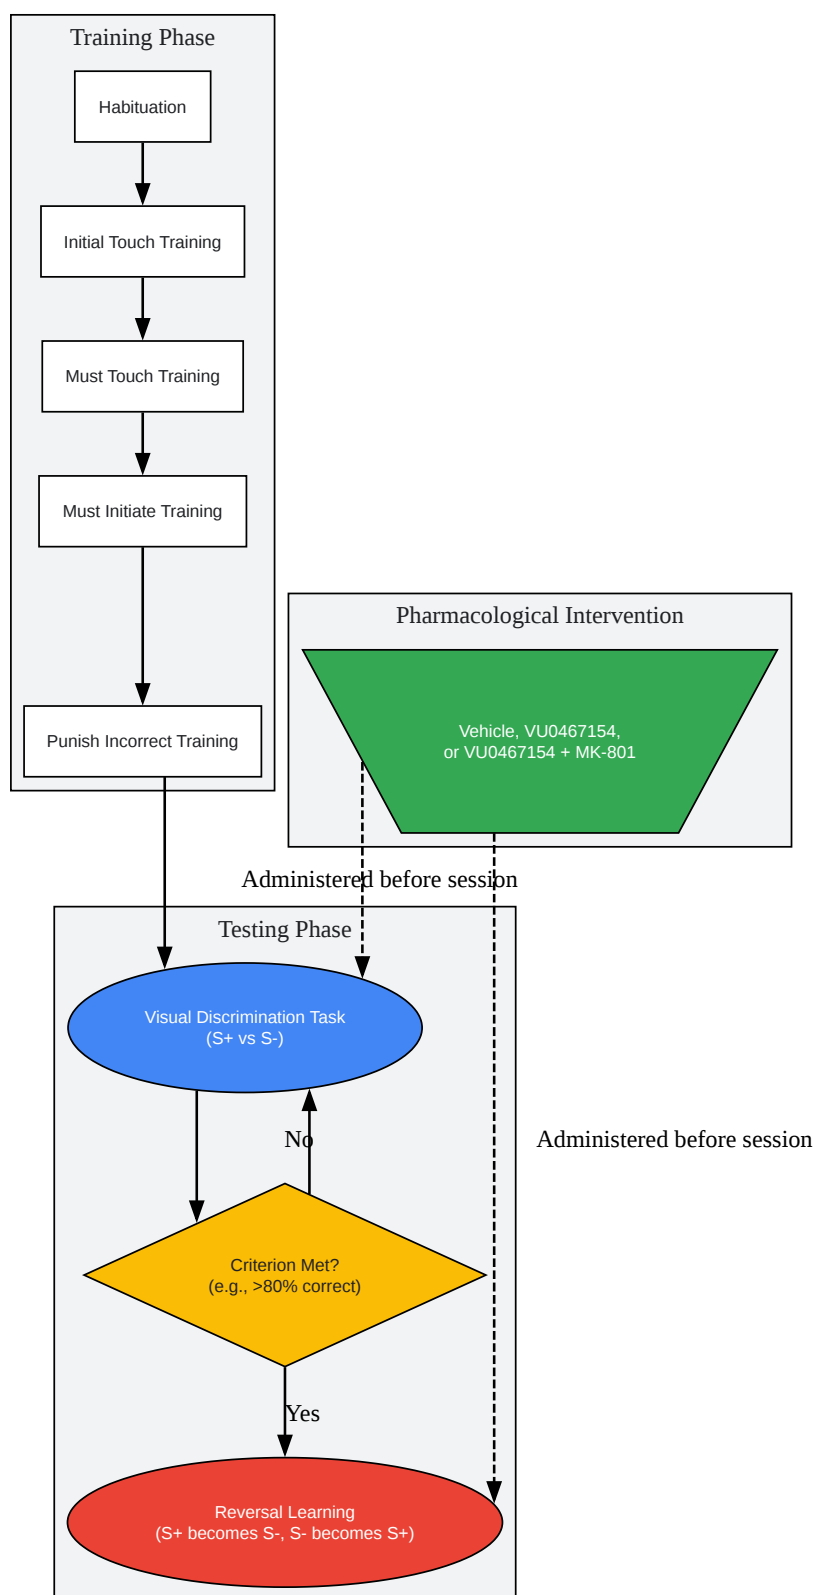 Training Phase
Habituation
Initial Touch Training
Must Touch Training
Must Initiate Training
Punish Incorrect Training
Pharmacological Intervention
Vehicle, VU0467154,
or VU0467154 + MK-801
Administered before session
Testing Phase
Visual Discrimination Task
(S+ vs S-)
No
Administered before session
Criterion Met?
(e.g., >80% correct)
Yes
Reversal Learning
(S+ becomes S-, S- becomes S+)